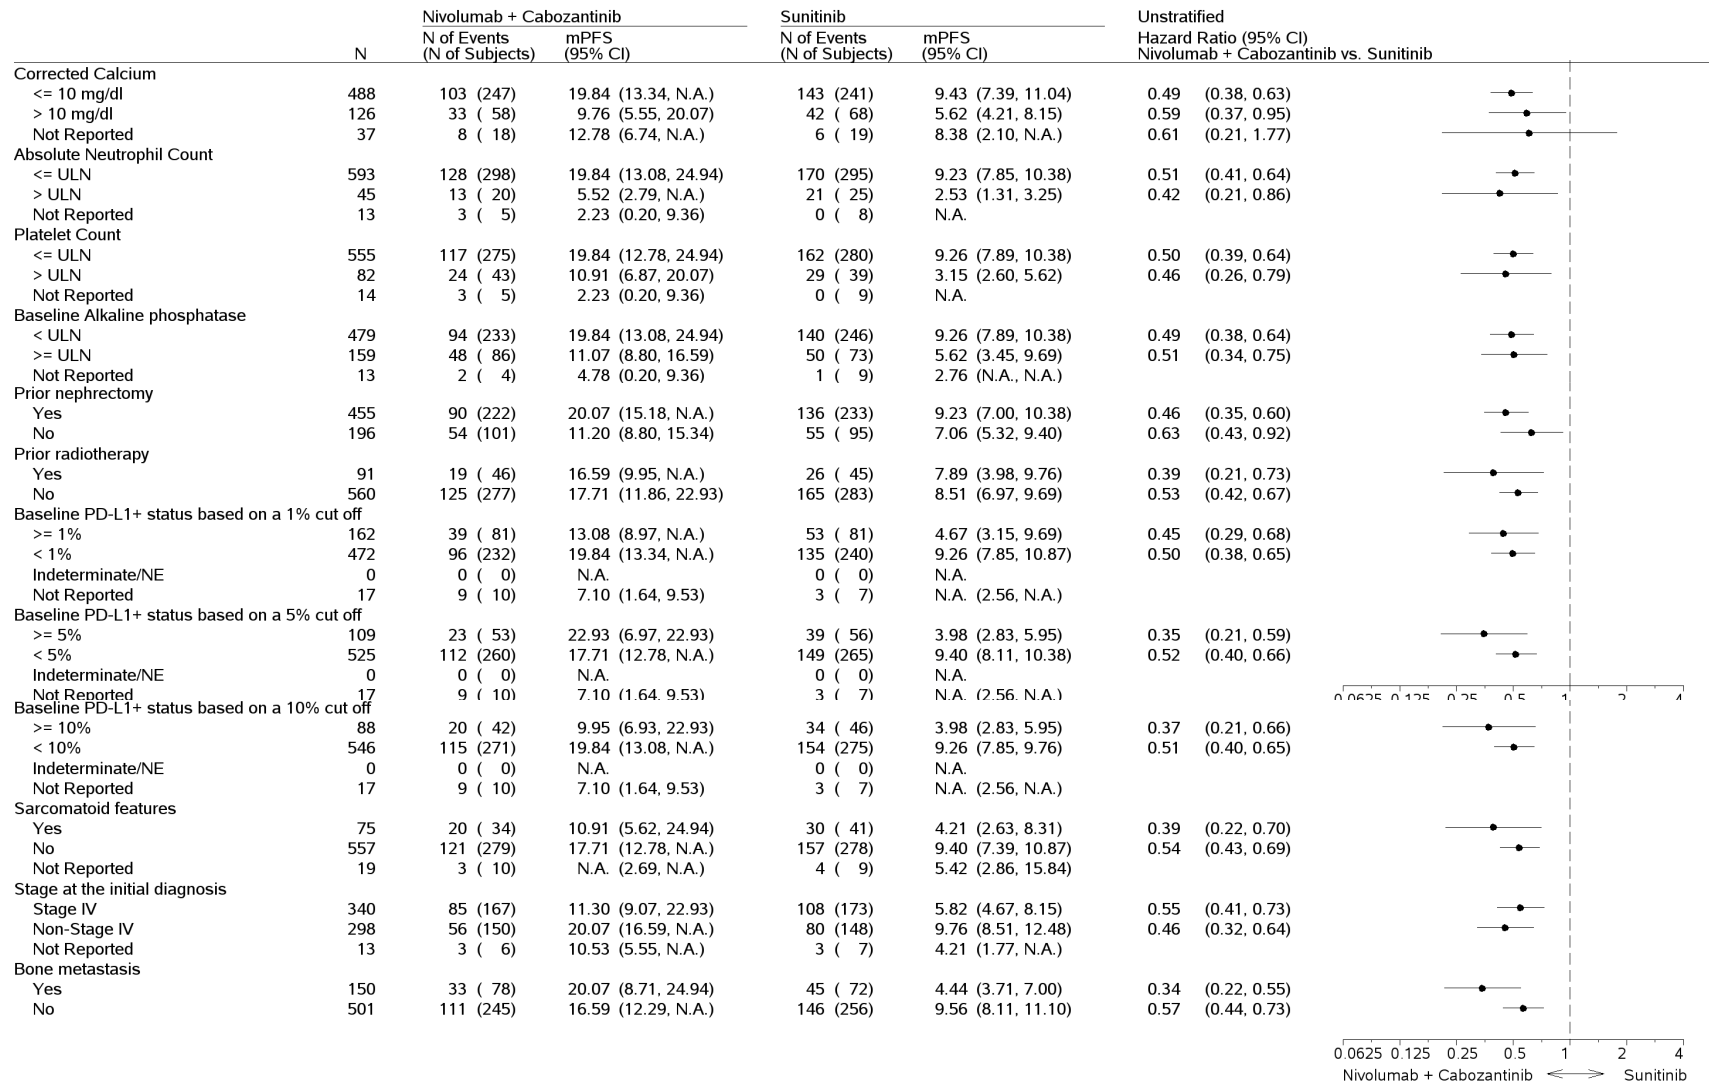 Nivolumab + Cabozantinib Sunitinib Unstratified
N of Events mPFS N of Events mPFS Hazard Ratio (95% CI)
N (N of Subjects) (95% CI) (N of Subjects) (95% CI) Nivolumab + Cabozantinib vs. Sunitinib
Corrected Calcium
<= 10 mg/dl 488 103 (247) 19.84 (13.34, N.A.) 143 (241) 9.43 (7.39, 11.04) 0.49 (0.38, 0.63)
> 10 mg/dl 126 33 ( 58) 9.76 (5.55, 20.07) 42 ( 68) 5.62 (4.21, 8.15) 0.59 (0.37, 0.95)
Not Reported 37 8 ( 18) 12.78 (6.74, N.A.) 6 ( 19) 8.38 (2.10, N.A.) 0.61 (0.21, 1.77)
Absolute Neutrophil Count
<= ULN 593 128 (298) 19.84 (13.08, 24.94) 170 (295) 9.23 (7.85, 10.38) 0.51 (0.41, 0.64)
> ULN 45 13 ( 20) 5.52 (2.79, N.A.) 21 ( 25) 2.53 (1.31, 3.25) 0.42 (0.21, 0.86)
Not Reported 13 3 ( 5) 2.23 (0.20, 9.36) 0 ( 8) N.A.
Platelet Count
<= ULN 555 117 (275) 19.84 (12.78, 24.94) 162 (280) 9.26 (7.89, 10.38) 0.50 (0.39, 0.64)
> ULN 82 24 ( 43) 10.91 (6.87, 20.07) 29 ( 39) 3.15 (2.60, 5.62) 0.46 (0.26, 0.79)
Not Reported 14 3 ( 5) 2.23 (0.20, 9.36) 0 ( 9) N.A.
Baseline Alkaline phosphatase
< ULN 479 94 (233) 19.84 (13.08, 24.94) 140 (246) 9.26 (7.89, 10.38) 0.49 (0.38, 0.64)
>= ULN 159 48 ( 86) 11.07 (8.80, 16.59) 50 ( 73) 5.62 (3.45, 9.69) 0.51 (0.34, 0.75)
Not Reported 13 2 ( 4) 4.78 (0.20, 9.36) 1 ( 9) 2.76 (N.A., N.A.)
Prior nephrectomy
Yes 455 90 (222) 20.07 (15.18, N.A.) 136 (233) 9.23 (7.00, 10.38) 0.46 (0.35, 0.60)
No 196 54 (101) 11.20 (8.80, 15.34) 55 ( 95) 7.06 (5.32, 9.40) 0.63 (0.43, 0.92)
Prior radiotherapy
Yes 91 19 ( 46) 16.59 (9.95, N.A.) 26 ( 45) 7.89 (3.98, 9.76) 0.39 (0.21, 0.73)
No 560 125 (277) 17.71 (11.86, 22.93) 165 (283) 8.51 (6.97, 9.69) 0.53 (0.42, 0.67)
Baseline PD-L1+ status based on a 1% cut off
>= 1% 162 39 ( 81) 13.08 (8.97, N.A.) 53 ( 81) 4.67 (3.15, 9.69) 0.45 (0.29, 0.68)
< 1% 472 96 (232) 19.84 (13.34, N.A.) 135 (240) 9.26 (7.85, 10.87) 0.50 (0.38, 0.65)
Indeterminate/NE 0 0 ( 0) N.A. 0 ( 0) N.A.
Not Reported 17 9 ( 10) 7.10 (1.64, 9.53) 3 ( 7) N.A. (2.56, N.A.)
Baseline PD-L1+ status based on a 5% cut off
>= 5% 109 23 ( 53) 22.93 (6.97, 22.93) 39 ( 56) 3.98 (2.83, 5.95) 0.35 (0.21, 0.59)
< 5% 525 112 (260) 17.71 (12.78, N.A.) 149 (265) 9.40 (8.11, 10.38) 0.52 (0.40, 0.66)
Indeterminate/NE 0 0 ( 0) N.A. 0 ( 0) N.A.
Not Reported 17 9 ( 10) 7.10 (1.64, 9.53) 3 ( 7) N.A. (2.56, N.A.) 0.0625 0.125 0.25 0.5 1 2 4
Baseline PD-L1+ status based on a 10% cut off
>= 10% 88 20 ( 42) 9.95 (6.93, 22.93) 34 ( 46) 3.98 (2.83, 5.95) 0.37 (0.21, 0.66)
< 10% 546 115 (271) 19.84 (13.08, N.A.) 154 (275) 9.26 (7.85, 9.76) 0.51 (0.40, 0.65)
Indeterminate/NE 0 0 ( 0) N.A. 0 ( 0) N.A.
Not Reported 17 9 ( 10) 7.10 (1.64, 9.53) 3 ( 7) N.A. (2.56, N.A.)
Sarcomatoid features
Yes 75 20 ( 34) 10.91 (5.62, 24.94) 30 ( 41) 4.21 (2.63, 8.31) 0.39 (0.22, 0.70)
No 557 121 (279) 17.71 (12.78, N.A.) 157 (278) 9.40 (7.39, 10.87) 0.54 (0.43, 0.69)
Not Reported 19 3 ( 10) N.A. (2.69, N.A.) 4 ( 9) 5.42 (2.86, 15.84)
Stage at the initial diagnosis
Stage IV 340 85 (167) 11.30 (9.07, 22.93) 108 (173) 5.82 (4.67, 8.15) 0.55 (0.41, 0.73)
Non-Stage IV 298 56 (150) 20.07 (16.59, N.A.) 80 (148) 9.76 (8.51, 12.48) 0.46 (0.32, 0.64)
Not Reported 13 3 ( 6) 10.53 (5.55, N.A.) 3 ( 7) 4.21 (1.77, N.A.)
Bone metastasis
Yes 150 33 ( 78) 20.07 (8.71, 24.94) 45 ( 72) 4.44 (3.71, 7.00) 0.34 (0.22, 0.55)
No 501 111 (245) 16.59 (12.29, N.A.) 146 (256) 9.56 (8.11, 11.10) 0.57 (0.44, 0.73)
0.0625 0.125 0.25 0.5 1 2 4
Nivolumab + Cabozantinib Sunitinib